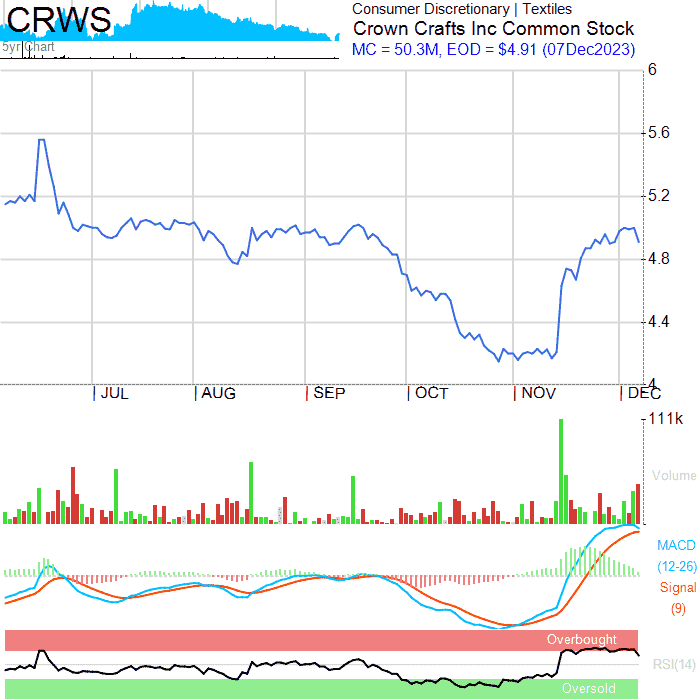 CRWS
5yr Chart
Consumer Discretionary | Textiles
Crown Crafts Inc Common Stock
MC = 50.3M, EOD = $4.91 (07Dec2023)
6
5.6
5.2
4.8
4.4
4
JUL AUG SEP OCT NOV DEC
111k
Volume
MACD
(12-26)
Signal
(9)
Overbought
RSI(14)
Oversold